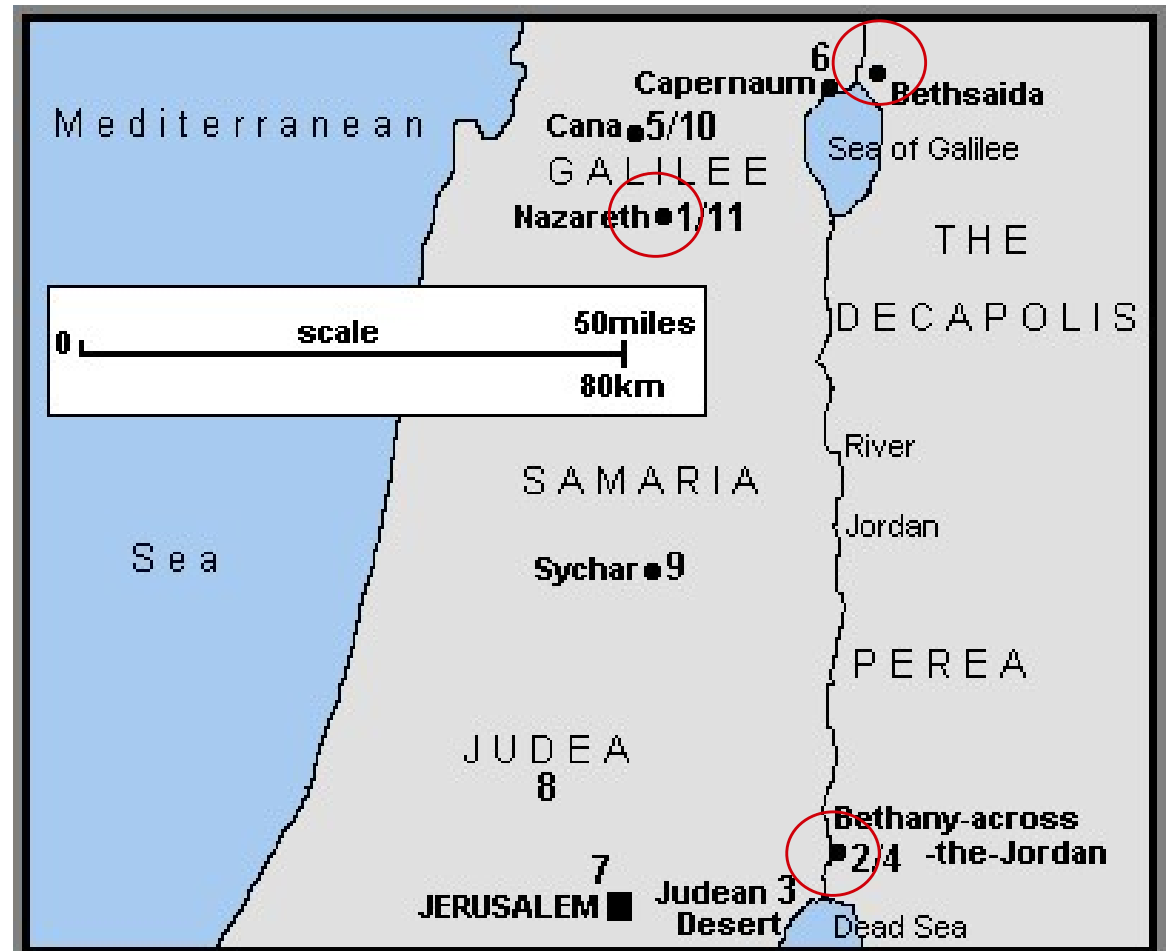 6
Capernaum
Bethsaida
Mediterranean
Cana 5/10
Sea of Galilee
GALILEE
Nazareth 1/11
THE
DECAPOLIS
0 scale 50miles
80km
River
SAMARIA
Jordan
Sea
Sychar 9
PEREA
JUDEA
8
Bethany-across
2/4 -the-Jordan
7
JERUSALEM
Judean 3
Desert
Dead Sea